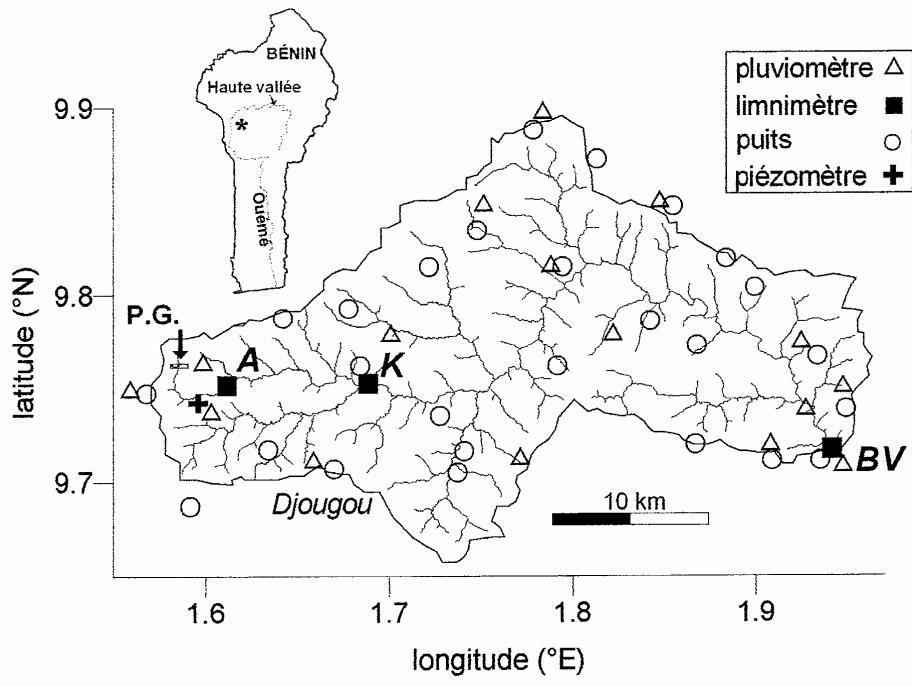 BÉNIN
Haute vallée
*
Ouemé
pluviomètre
limnimètre
puits
piézomètre
9.9
9.8
9.7
latitude (°N)
P.G.
A
K
BV
Djougou
10 km
1.6
1.7
1.8
1.9
longitude (°E)